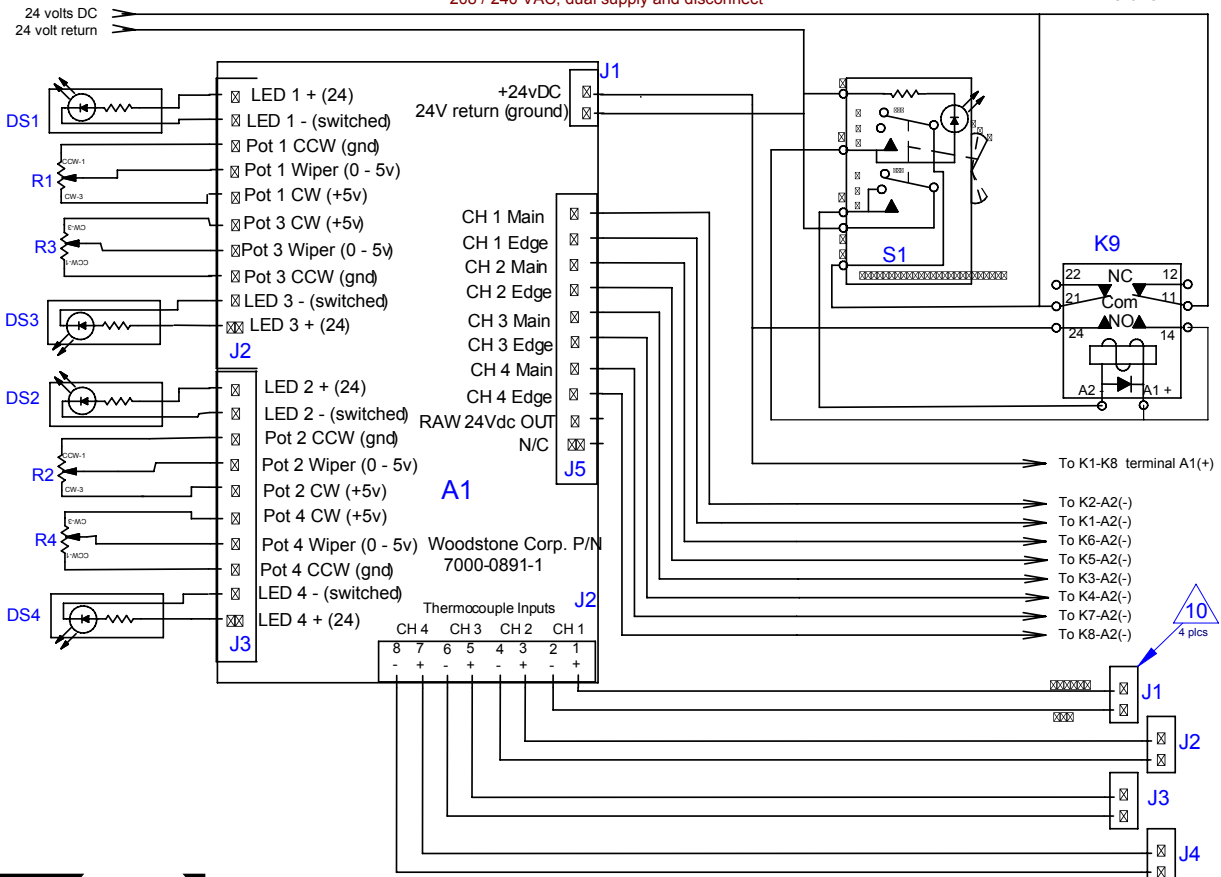 208 / 240 VAC, dual supply and disconnect
24 volts DC
24 volt return
J1
+24vDC
24V return (ground)
DS1
LED 1 + (24)
LED 1 - (switched)
R1
CCW-1
CW-3
Pot 1 CCW (gnd)
Pot 1 Wiper (0 - 5v)
Pot 1 CW (+5v)
R3
CW-3
CCW-1
Pot 3 CW (+5v)
Pot 3 Wiper (0 - 5v)
Pot 3 CCW (gnd)
DS3
LED 3 - (switched)
LED 3 + (24)
J2
DS2
LED 2 + (24)
LED 2 - (switched)
R2
CCW-1
CW-3
Pot 2 CCW (gnd)
Pot 2 Wiper (0 - 5v)
Pot 2 CW (+5v)
R4
CW-3
CCW-1
Pot 4 CW (+5v)
Pot 4 Wiper (0 - 5v)
Pot 4 CCW (gnd)
DS4
LED 4 - (switched)
LED 4 + (24)
J3
CH 1 Main
CH 1 Edge
CH 2 Main
CH 2 Edge
CH 3 Main
CH 3 Edge
CH 4 Main
CH 4 Edge
RAW 24Vdc OUT
N/C
J5
A1
Woodstone Corp. P/N
7000-0891-1
J2
Thermocouple Inputs
CH 4 CH 3 CH 2 CH 1
8 7 6 5 4 3 2 1
- + - + - + - +
S1
K9
22 NC 12
21 Com 11
24 NO 14
A2 - A1 +
To K1-K8 terminal A1(+)
To K2-A2(-)
To K1-A2(-)
To K6-A2(-)
To K5-A2(-)
To K3-A2(-)
To K4-A2(-)
To K7-A2(-)
To K8-A2(-)
10
4 plcs
J1
J2
J3
J4